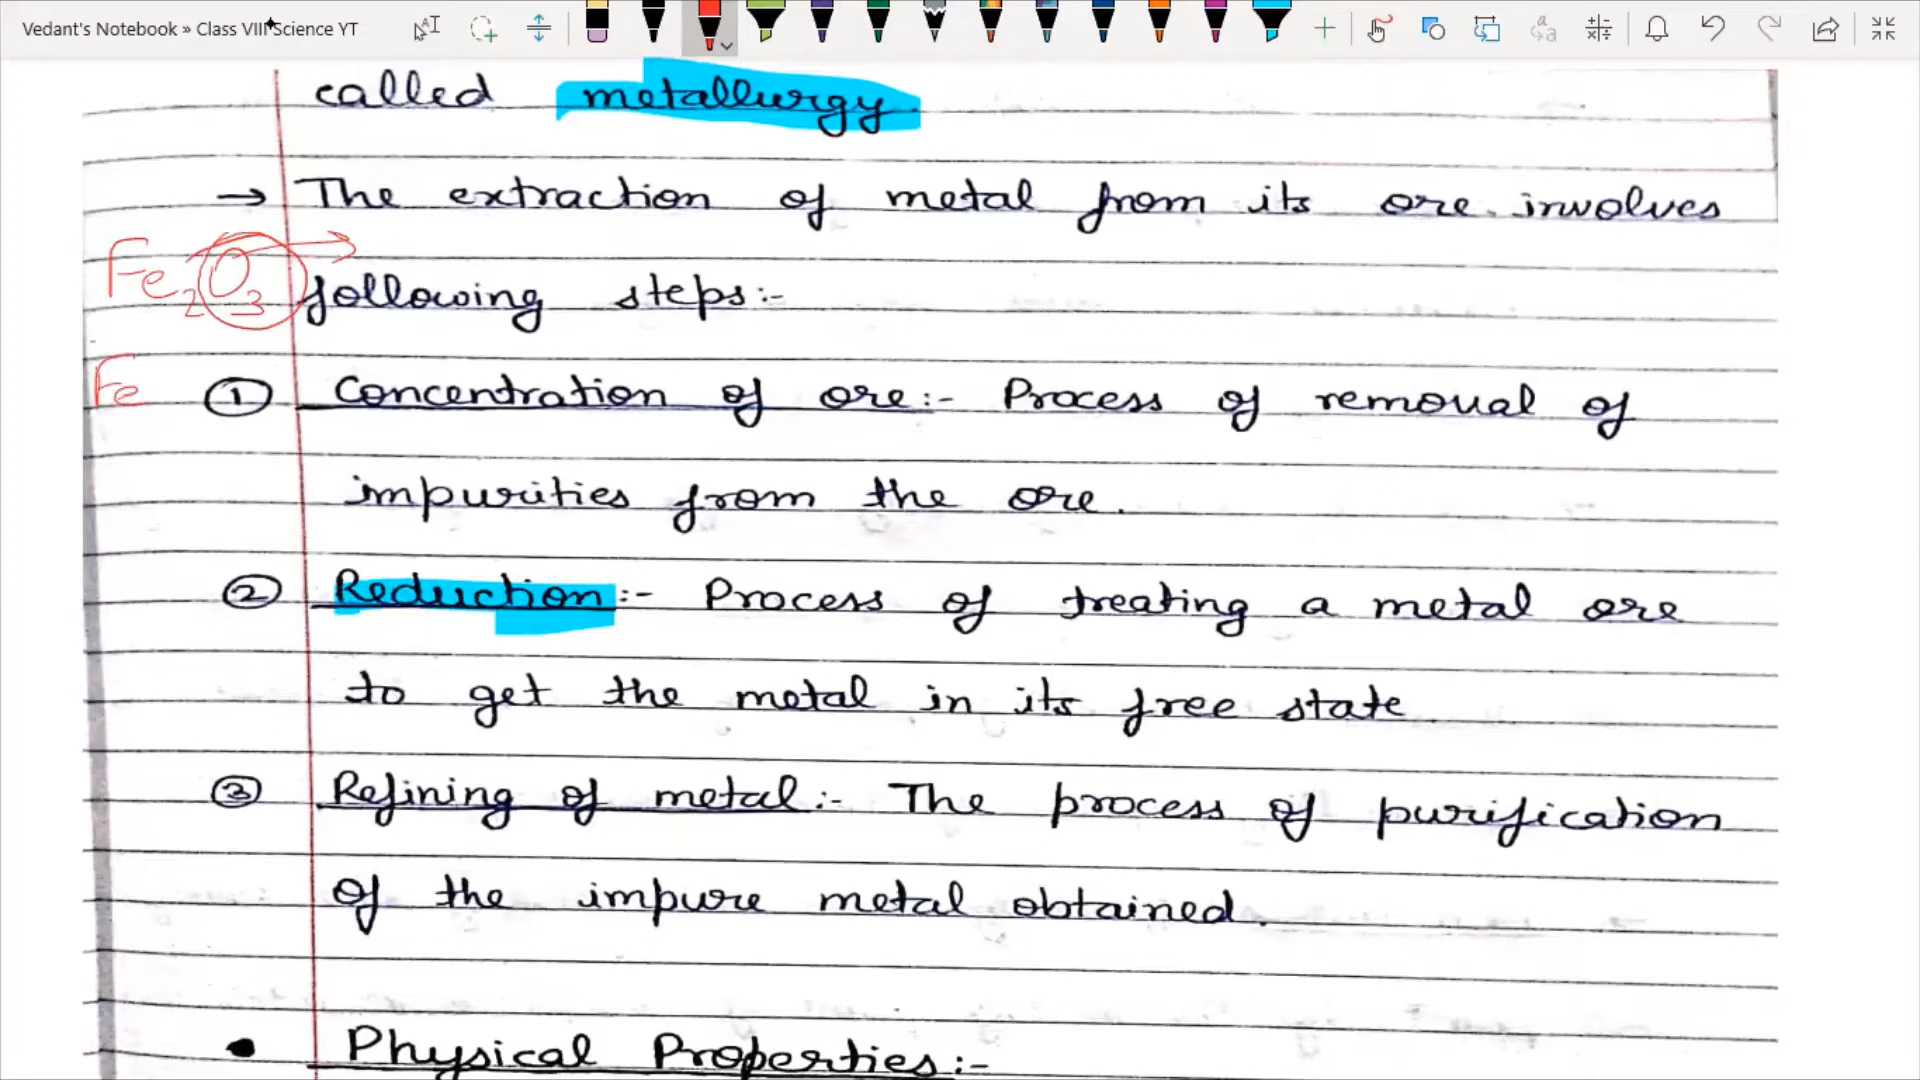 Vedant's Notebook » Class VIII Science YT
called metallurgy
→ The extraction of metal from its ore involves
Fe2O3 following steps:-
Fe ① Concentration of ore:- Process of removal of
impurities from the ore.
② Reduction:- Process of treating a metal ore
to get the metal in its free state
③ Refining of metal:- The process of purification
of the impure metal obtained.
• Physical Properties:-